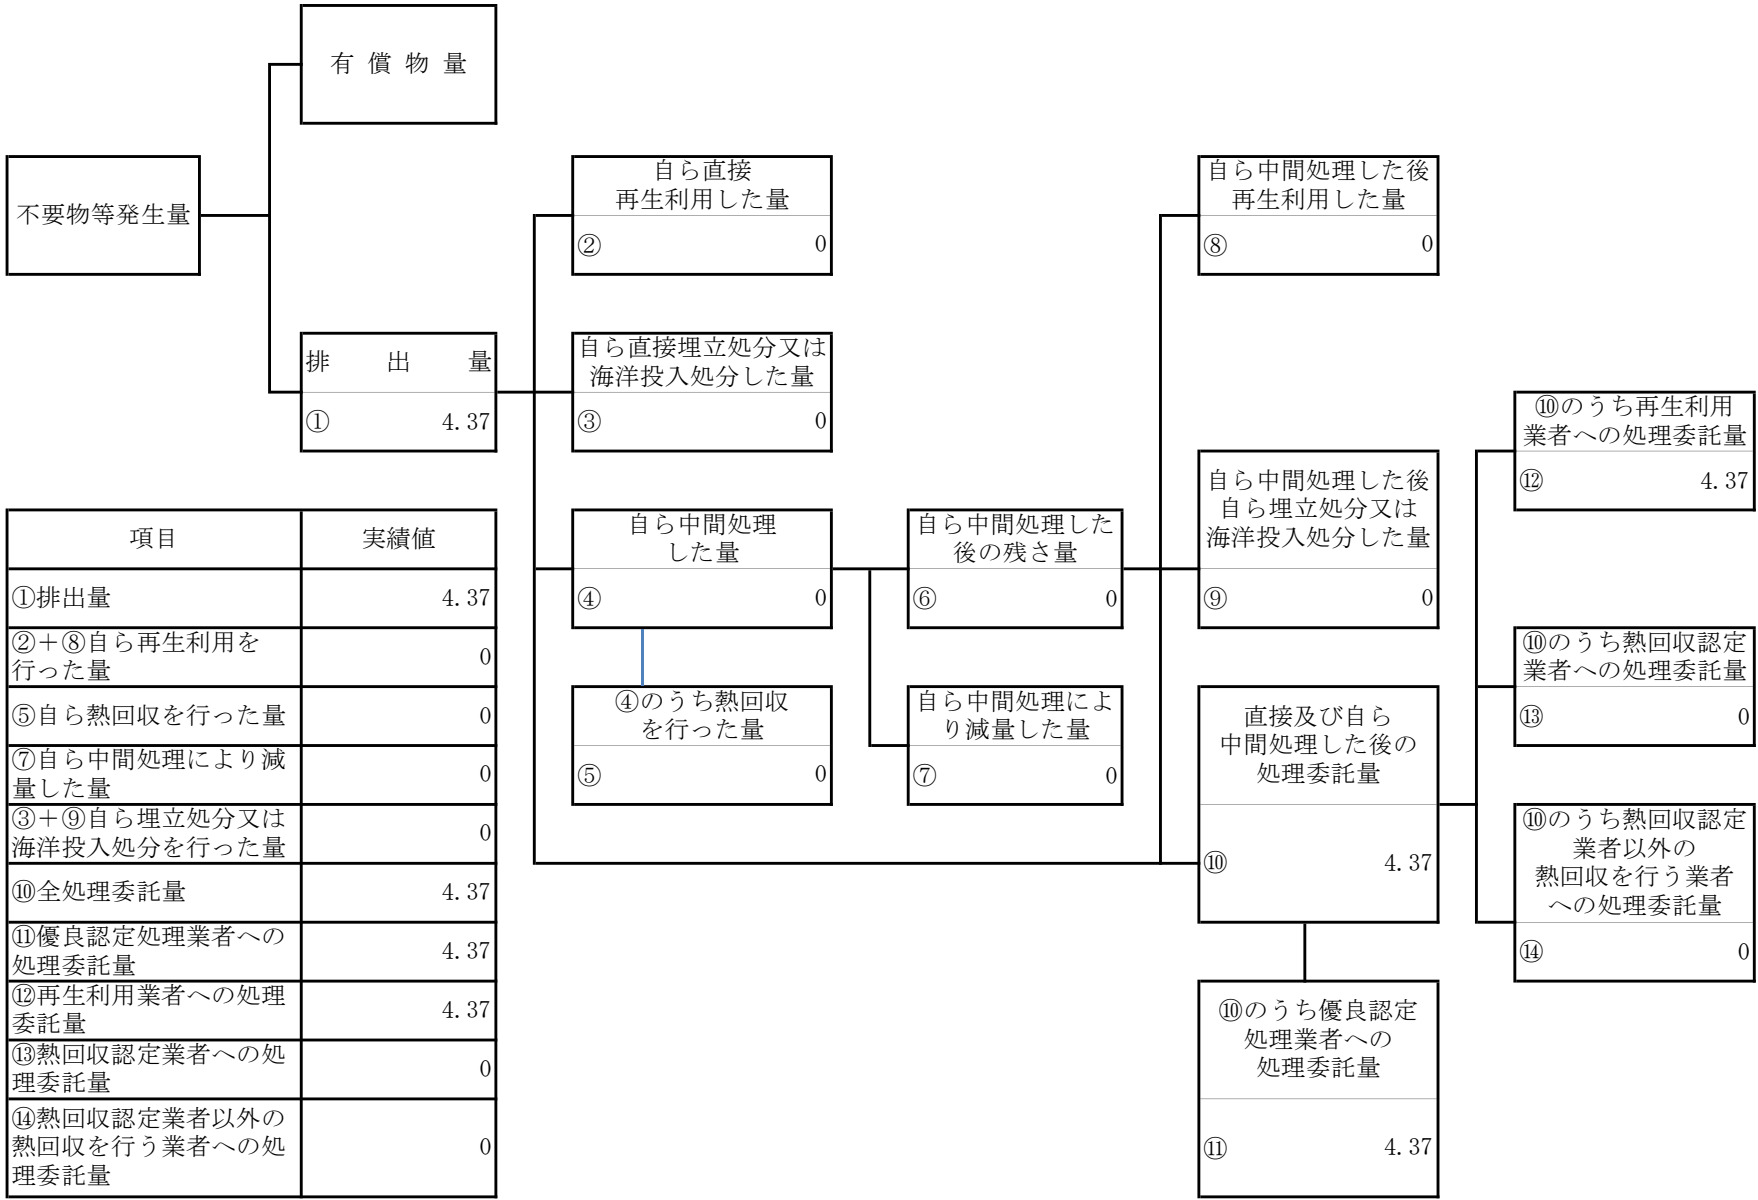 有償物量
不要物等発生量
排出量
① 4.37
自ら直接
再生利用した量
② 0
自ら直接埋立処分又は
海洋投入処分した量
③ 0
自ら中間処理
した量
④ 0
④のうち熱回収
を行った量
⑤ 0
自ら中間処理した
後の残さ量
⑥ 0
自ら中間処理によ
り減量した量
⑦ 0
自ら中間処理した後
再生利用した量
⑧ 0
自ら中間処理した後
自ら埋立処分又は
海洋投入処分した量
⑨ 0
直接及び自ら
中間処理した後の
処理委託量
⑩ 4.37
⑩のうち優良認定
処理業者への
処理委託量
⑪ 4.37
⑩のうち再生利用
業者への処理委託量
⑫ 4.37
⑩のうち熱回収認定
業者への処理委託量
⑬ 0
⑩のうち熱回収認定
業者以外の
熱回収を行う業者
への処理委託量
⑭ 0
項目 実績値
①排出量 4.37
②+⑧自ら再生利用を
行った量 0
⑤自ら熱回収を行った量 0
⑦自ら中間処理により減
量した量 0
③+⑨自ら埋立処分又は
海洋投入処分を行った量 0
⑩全処理委託量 4.37
⑪優良認定処理業者への
処理委託量 4.37
⑫再生利用業者への処理
委託量 4.37
⑬熱回収認定業者への処
理委託量 0
⑭熱回収認定業者以外の
熱回収を行う業者への処
理委託量 0